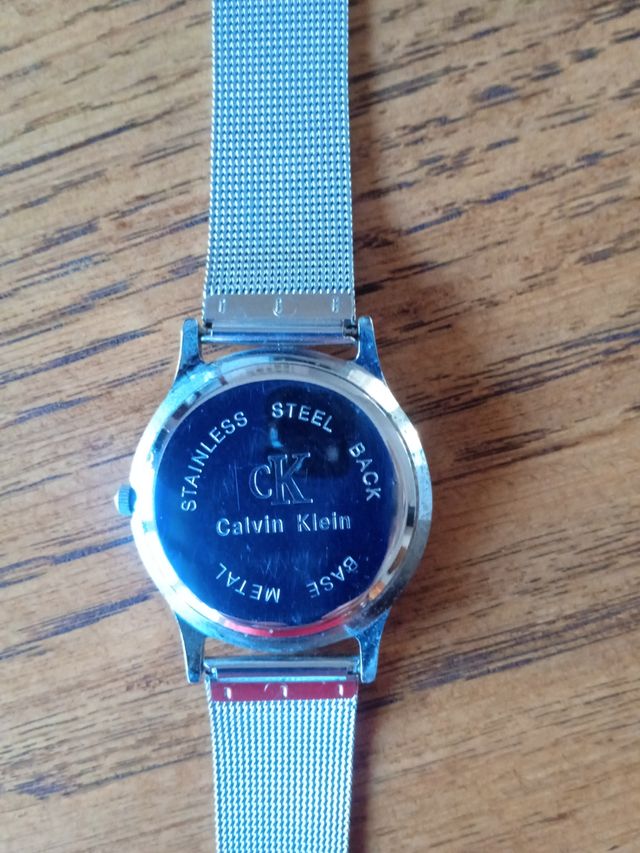 STAINLESS STEEL BACK
cK
Calvin Klein
BASE METAL